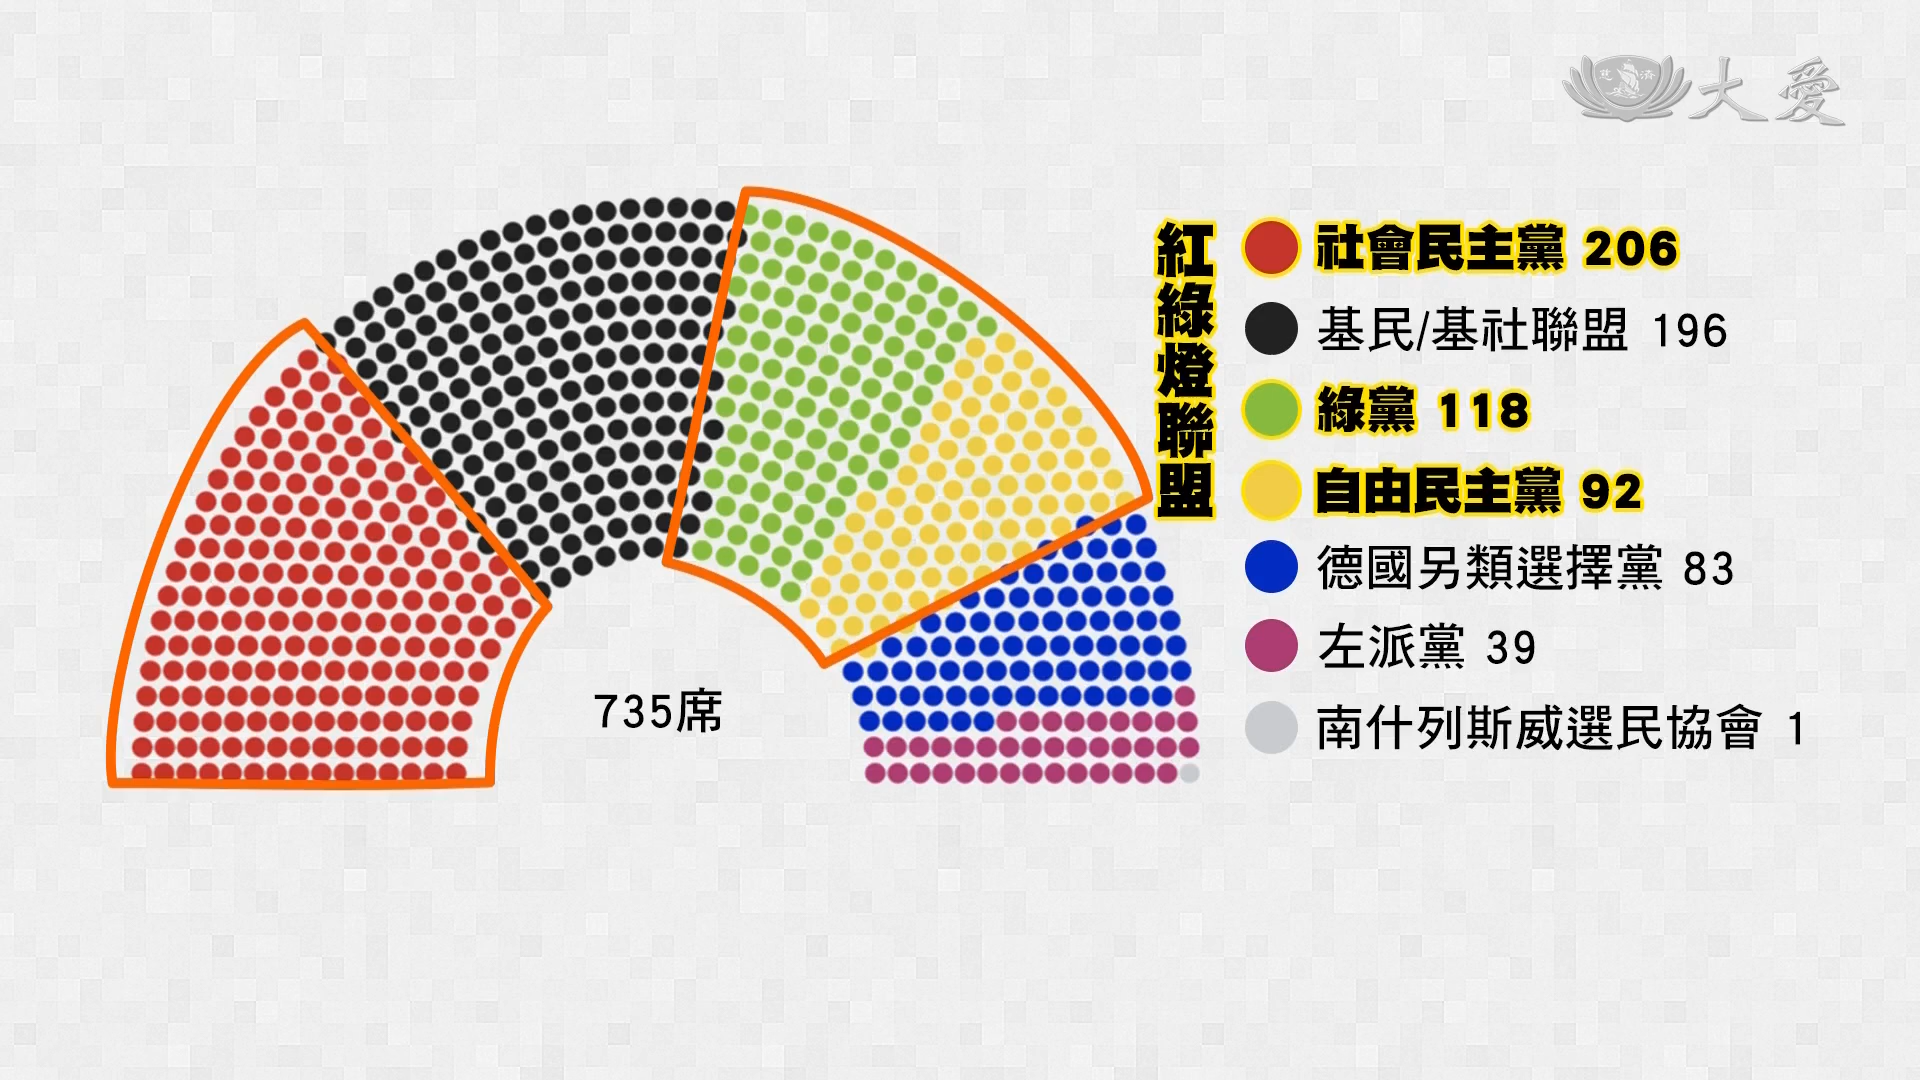 大愛
紅綠燈聯盟
社會民主黨 206
基民/基社聯盟 196
綠黨 118
自由民主黨 92
德國另類選擇黨 83
左派黨 39
南什列斯威選民協會 1
735席